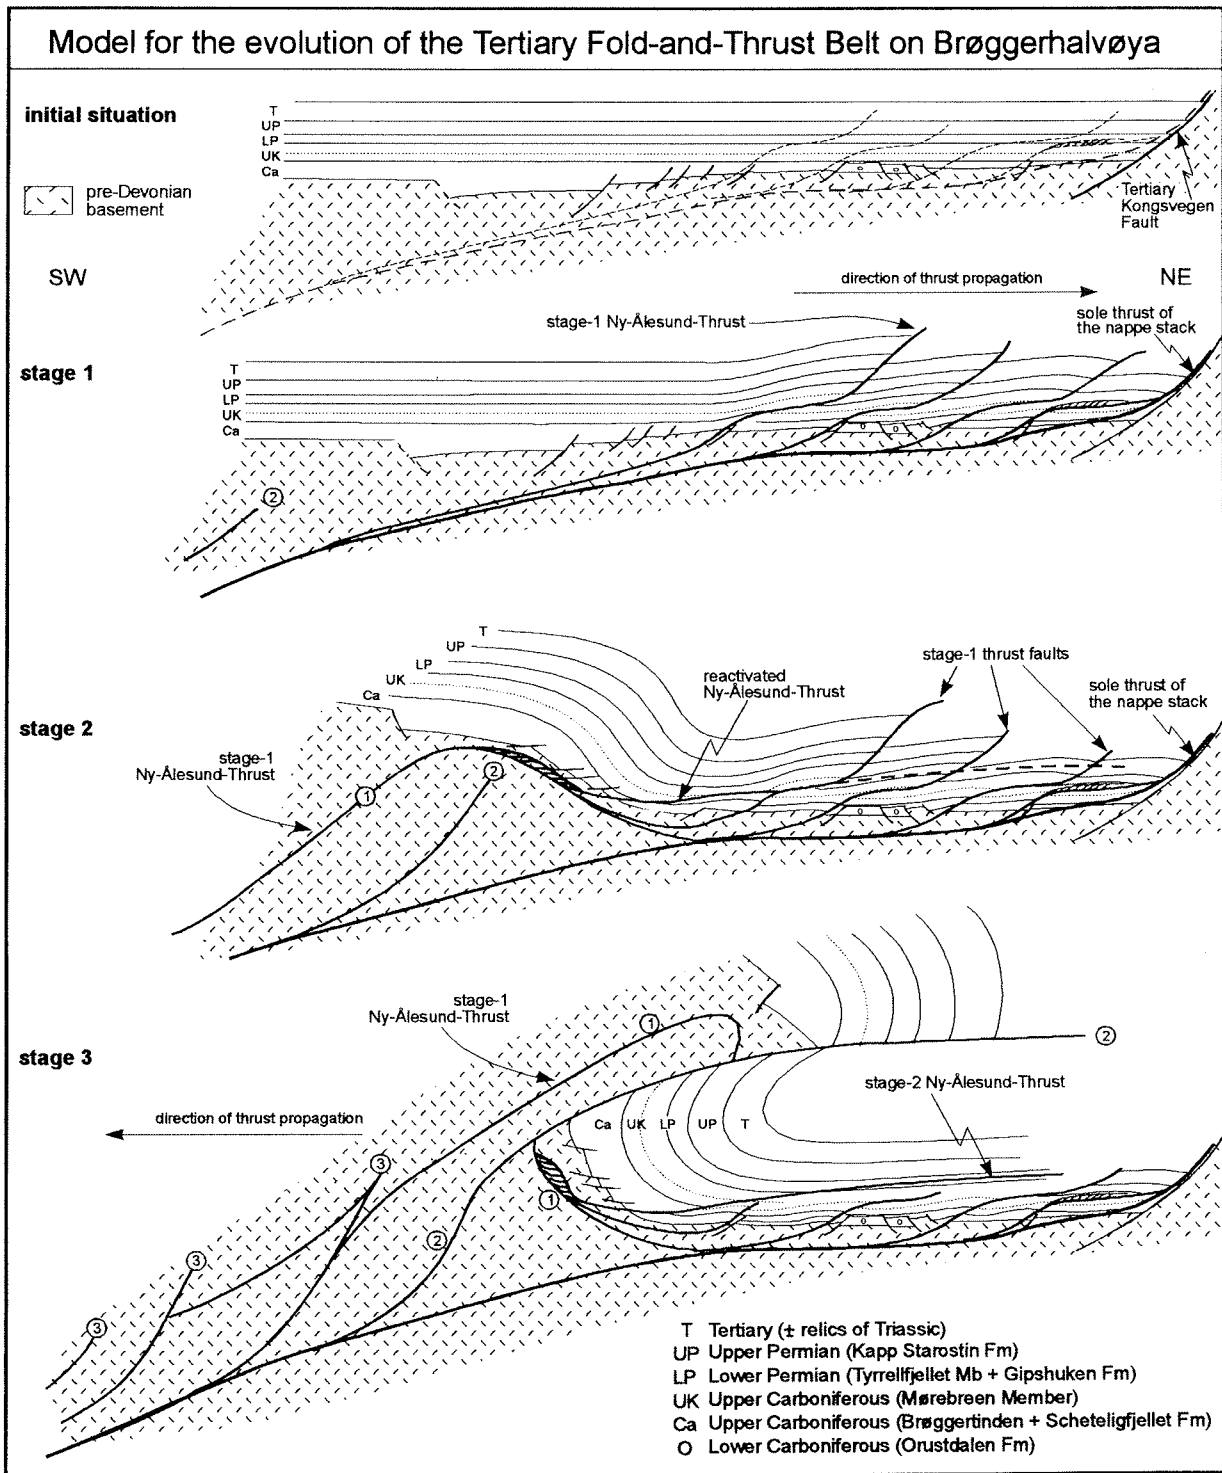 Model for the evolution of the Tertiary Fold-and-Thrust Belt on Brøggerhalvøya
initial situation
T
UP
LP
UK
Ca
pre-Devonian
basement
o
o
Tertiary
Kongsvegen
Fault
SW
NE
direction of thrust propagation
stage-1 Ny-Ålesund-Thrust
sole thrust of
the nappe stack
stage 1
T
UP
LP
UK
Ca
o
o
2
T
UP
LP
UK
Ca
stage-1 thrust faults
reactivated
Ny-Ålesund-Thrust
sole thrust of
the nappe stack
stage 2
stage-1
Ny-Ålesund-Thrust
1
2
o
o
stage-1
Ny-Ålesund-Thrust
1
2
stage 3
stage-2 Ny-Ålesund-Thrust
direction of thrust propagation
Ca UK LP UP T
3
1
2
o
o
3
3
T Tertiary (± relics of Triassic)
UP Upper Permian (Kapp Starostin Fm)
LP Lower Permian (Tyrrellfjellet Mb + Gipshuken Fm)
UK Upper Carboniferous (Mørebreen Member)
Ca Upper Carboniferous (Brøggertinden + Scheteligfjellet Fm)
O Lower Carboniferous (Orustdalen Fm)